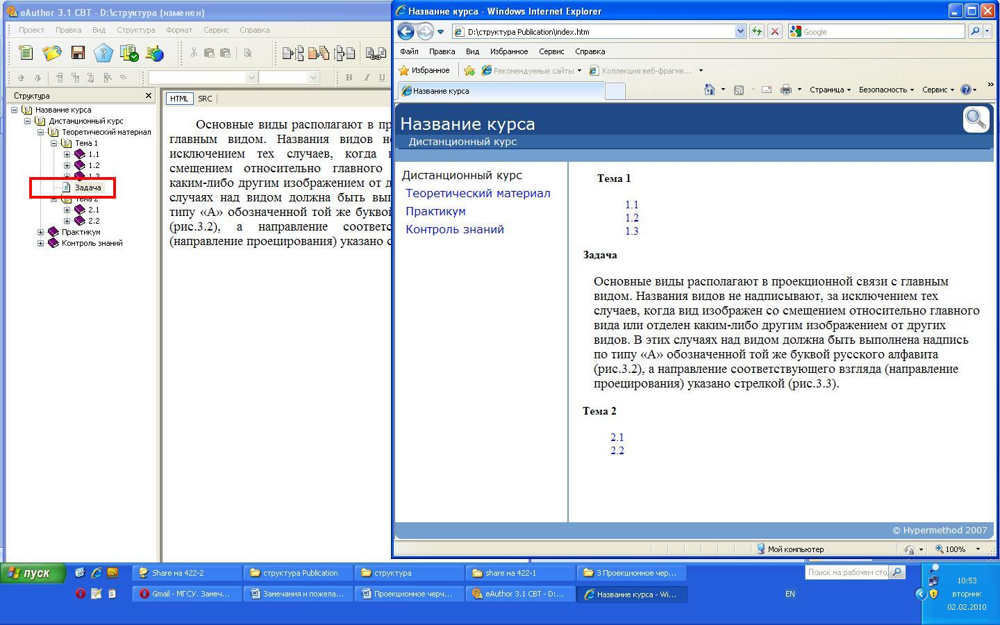 eAuthor 3.1 CBT - D:\структура (изменен)
Проект Правка Вид Структура Формат Сервис Справка
B I U
Структура
Название курса
Дистанционный курс
Теоретический материал
Тема 1
1.1
1.2
1.3
Задача
Тема 2
2.1
2.2
Практикум
Контроль знаний
HTML SRC
Основные виды располагают в пр
главным видом. Названия видов н
исключением тех случаев, когда
смещением относительно главного
каким-либо другим изображением от д
случаях над видом должна быть вып
типу «А» обозначенной той же букво
(рис.3.2), а направление соответс
(направление проецирования) указано с
Название курса - Windows Internet Explorer
D:\структура Publication\index.htm
Google
Файл Правка Вид Избранное Сервис Справка
Избранное Рекомендуемые сайты Коллекция веб-фрагме...
Название курса
Страница Безопасность Сервис »
Название курса
Дистанционный курс
Дистанционный курс
Теоретический материал
Практикум
Контроль знаний
Тема 1
1.1
1.2
1.3
Задача
Основные виды располагают в проекционной связи с главным
видом. Названия видов не надписывают, за исключением тех
случаев, когда вид изображен со смещением относительно главного
вида или отделен каким-либо другим изображением от других
видов. В этих случаях над видом должна быть выполнена надпись
по типу «А» обозначенной той же буквой русского алфавита
(рис.3.2), а направление соответствующего взгляда (направление
проецирования) указано стрелкой (рис.3.3).
Тема 2
2.1
2.2
© Hypermethod 2007
Мой компьютер 100%
пуск
Share на 422-2 структура Publication структура share на 422-1 3 Проекционное чер...
Gmail - МГСУ. Замеч... Замечания и пожела... Проекционное черч... eAuthor 3.1 CBT - D:... Название курса - Wi...
EN
Поиск на рабочем сто
10:53
вторник
02.02.2010